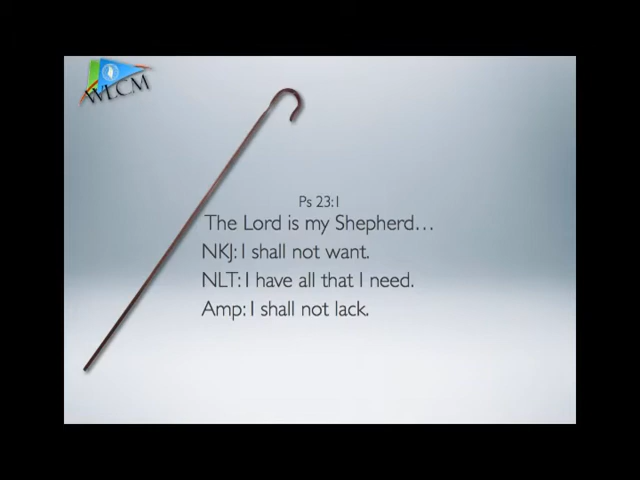 WLCM
Ps 23:1
The Lord is my Shepherd…
NKJ: I shall not want.
NLT: I have all that I need.
Amp: I shall not lack.